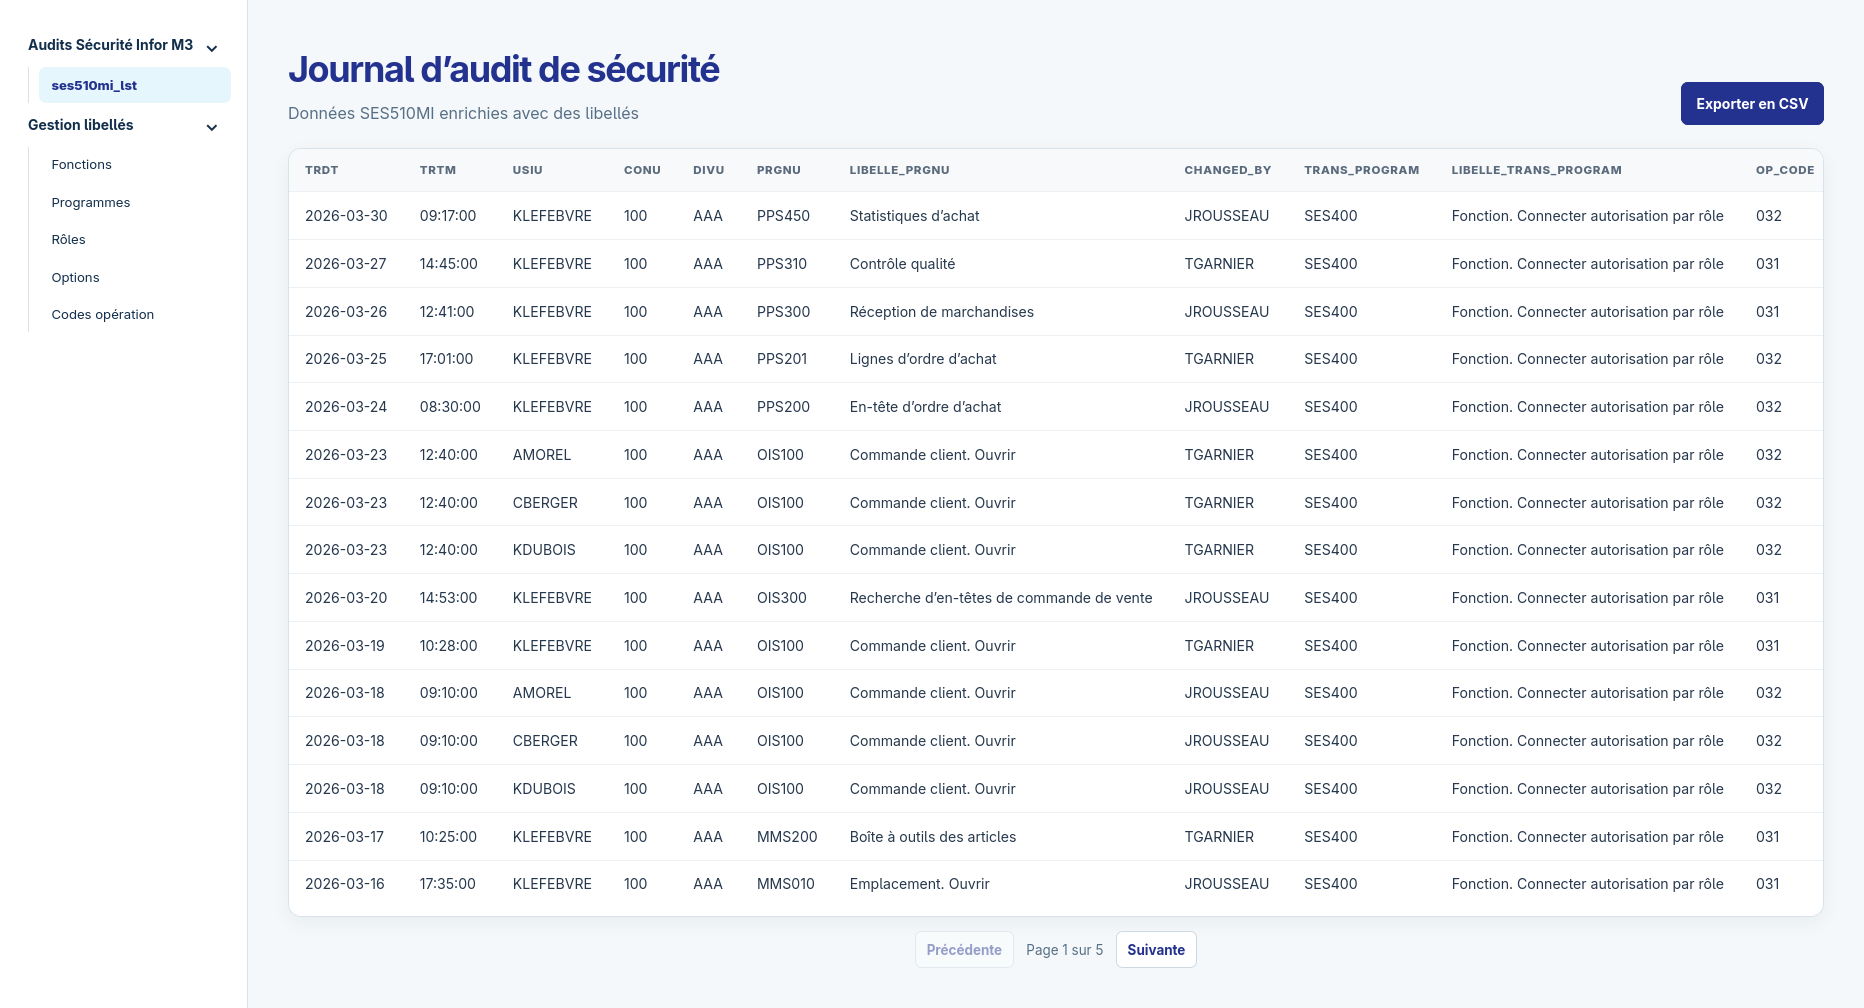 Audits Sécurité Infor M3
ses510mi_lst
Gestion libellés
Fonctions
Programmes
Rôles
Options
Codes opération
Journal d’audit de sécurité
Données SES510MI enrichies avec des libellés
Exporter en CSV
TRDT TRTM USIU CONU DIVU PRGNU LIBELLE_PRGNU CHANGED_BY TRANS_PROGRAM LIBELLE_TRANS_PROGRAM OP_CODE
2026-03-30 09:17:00 KLEFEBVRE 100 AAA PPS450 Statistiques d’achat JROUSSEAU SES400 Fonction. Connecter autorisation par rôle 032
2026-03-27 14:45:00 KLEFEBVRE 100 AAA PPS310 Contrôle qualité TGARNIER SES400 Fonction. Connecter autorisation par rôle 031
2026-03-26 12:41:00 KLEFEBVRE 100 AAA PPS300 Réception de marchandises JROUSSEAU SES400 Fonction. Connecter autorisation par rôle 031
2026-03-25 17:01:00 KLEFEBVRE 100 AAA PPS201 Lignes d’ordre d’achat TGARNIER SES400 Fonction. Connecter autorisation par rôle 032
2026-03-24 08:30:00 KLEFEBVRE 100 AAA PPS200 En-tête d’ordre d’achat JROUSSEAU SES400 Fonction. Connecter autorisation par rôle 032
2026-03-23 12:40:00 AMOREL 100 AAA OIS100 Commande client. Ouvrir TGARNIER SES400 Fonction. Connecter autorisation par rôle 032
2026-03-23 12:40:00 CBERGER 100 AAA OIS100 Commande client. Ouvrir TGARNIER SES400 Fonction. Connecter autorisation par rôle 032
2026-03-23 12:40:00 KDUBOIS 100 AAA OIS100 Commande client. Ouvrir TGARNIER SES400 Fonction. Connecter autorisation par rôle 032
2026-03-20 14:53:00 KLEFEBVRE 100 AAA OIS300 Recherche d’en-têtes de commande de vente JROUSSEAU SES400 Fonction. Connecter autorisation par rôle 031
2026-03-19 10:28:00 KLEFEBVRE 100 AAA OIS100 Commande client. Ouvrir TGARNIER SES400 Fonction. Connecter autorisation par rôle 031
2026-03-18 09:10:00 AMOREL 100 AAA OIS100 Commande client. Ouvrir JROUSSEAU SES400 Fonction. Connecter autorisation par rôle 032
2026-03-18 09:10:00 CBERGER 100 AAA OIS100 Commande client. Ouvrir JROUSSEAU SES400 Fonction. Connecter autorisation par rôle 032
2026-03-18 09:10:00 KDUBOIS 100 AAA OIS100 Commande client. Ouvrir JROUSSEAU SES400 Fonction. Connecter autorisation par rôle 032
2026-03-17 10:25:00 KLEFEBVRE 100 AAA MMS200 Boîte à outils des articles TGARNIER SES400 Fonction. Connecter autorisation par rôle 031
2026-03-16 17:35:00 KLEFEBVRE 100 AAA MMS010 Emplacement. Ouvrir JROUSSEAU SES400 Fonction. Connecter autorisation par rôle 031
Précédente Page 1 sur 5 Suivante